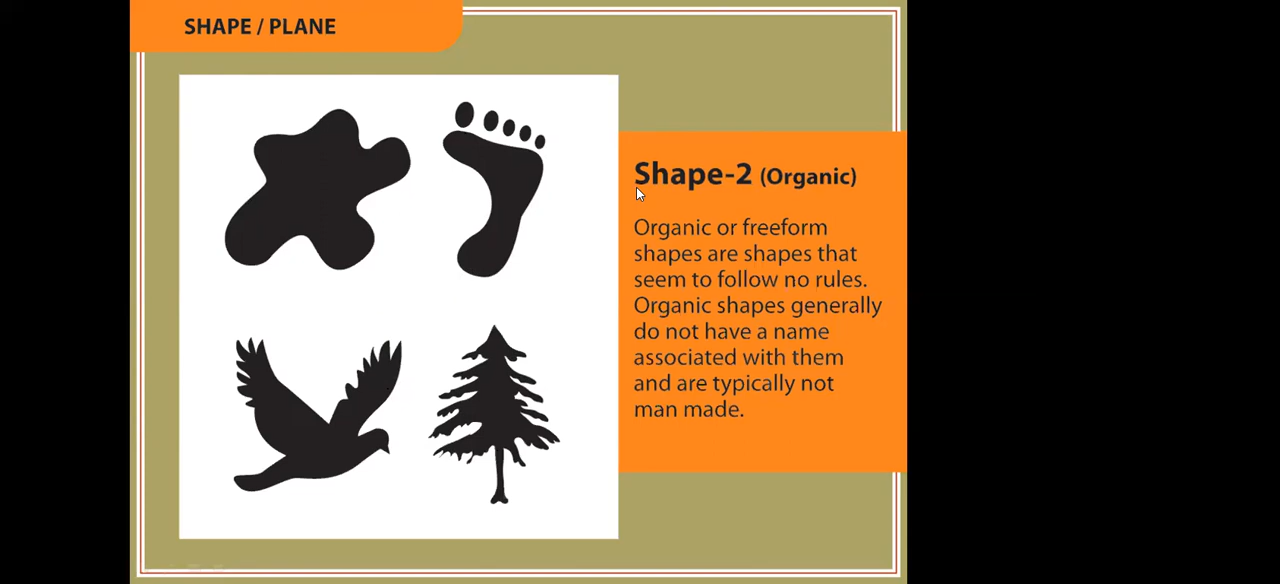 SHAPE / PLANE
Shape-2 (Organic)
Organic or freeform
shapes are shapes that
seem to follow no rules.
Organic shapes generally
do not have a name
associated with them
and are typically not
man made.